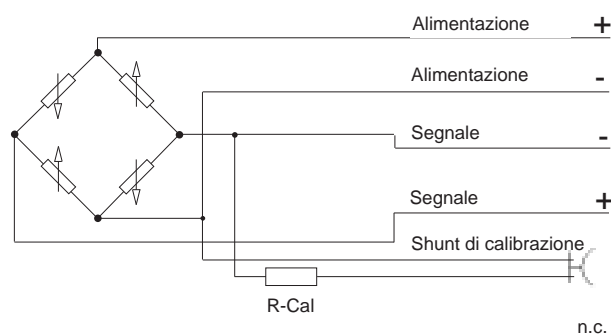 Alimentazione +
Alimentazione -
Segnale -
Segnale +
Shunt di calibrazione
R-Cal
n.c.